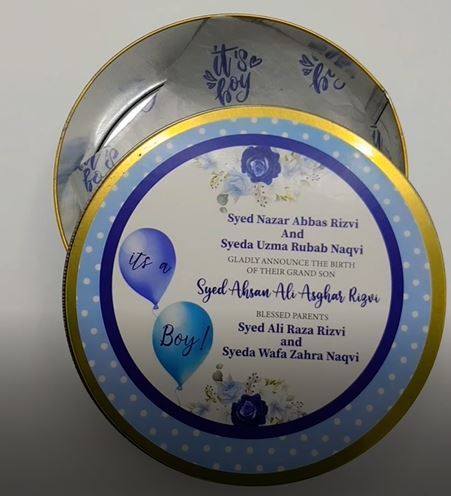 it's
boy
Syed Nazar Abbas Rizvi
And
Syeda Uzma Rubab Naqvi
GLADLY ANNOUNCE THE BIRTH
OF THEIR GRAND SON
Syed Ahsan Ali Asghar Rizvi
BLESSED PARENTS
Syed Ali Raza Rizvi
and
Syeda Wafa Zahra Naqvi
it's a
Boy!